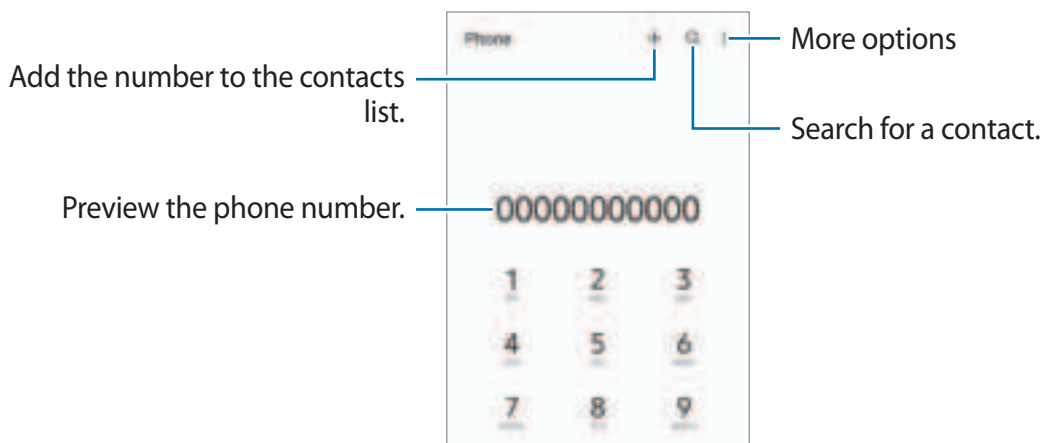 Phone
More options
Add the number to the contacts
list.
Search for a contact.
Preview the phone number.
00000000000
1 2 3
4 5 6
7 8 9